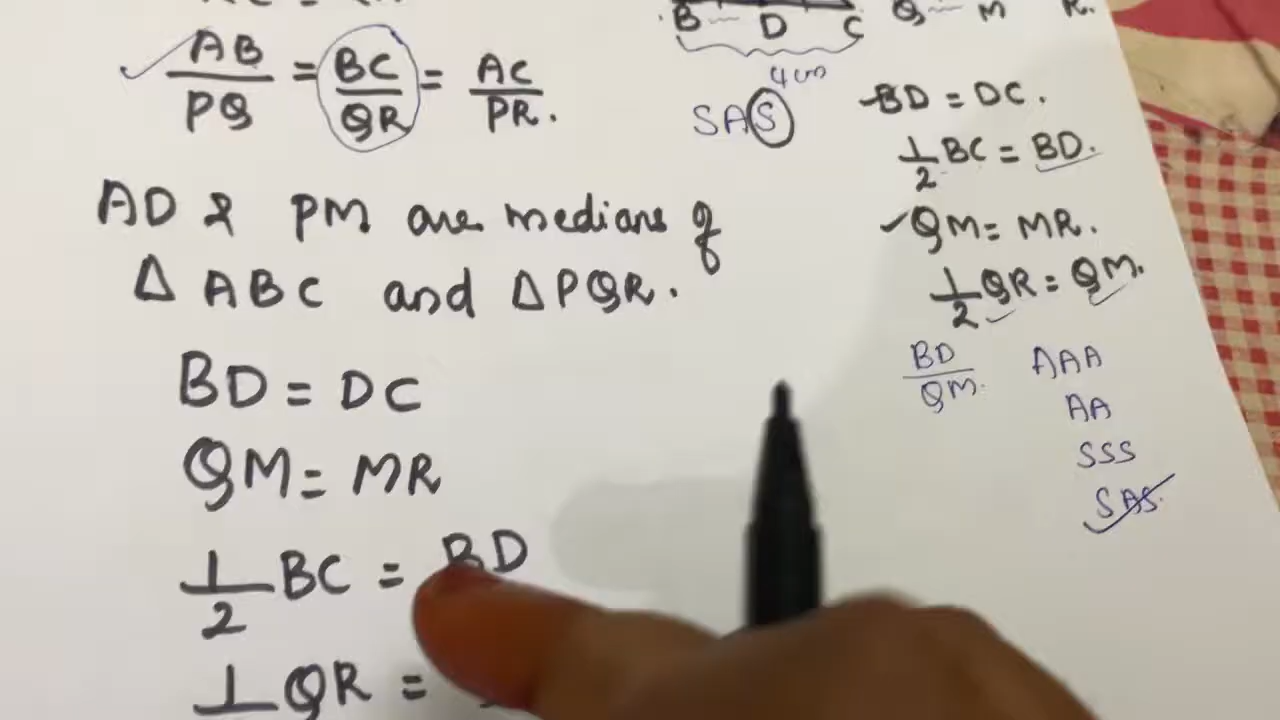 B D C Q M R.
4cm
AB/PQ = BC/QR = AC/PR.
SAS
BD = DC.
1/2 BC = BD.
QM = MR.
1/2 QR = QM.
AD & PM are medians of
Δ ABC and Δ PQR.
BD = DC
QM = MR
1/2 BC = BD
1 QR =
BD/QM.
AAA
AA
SSS
SAS.